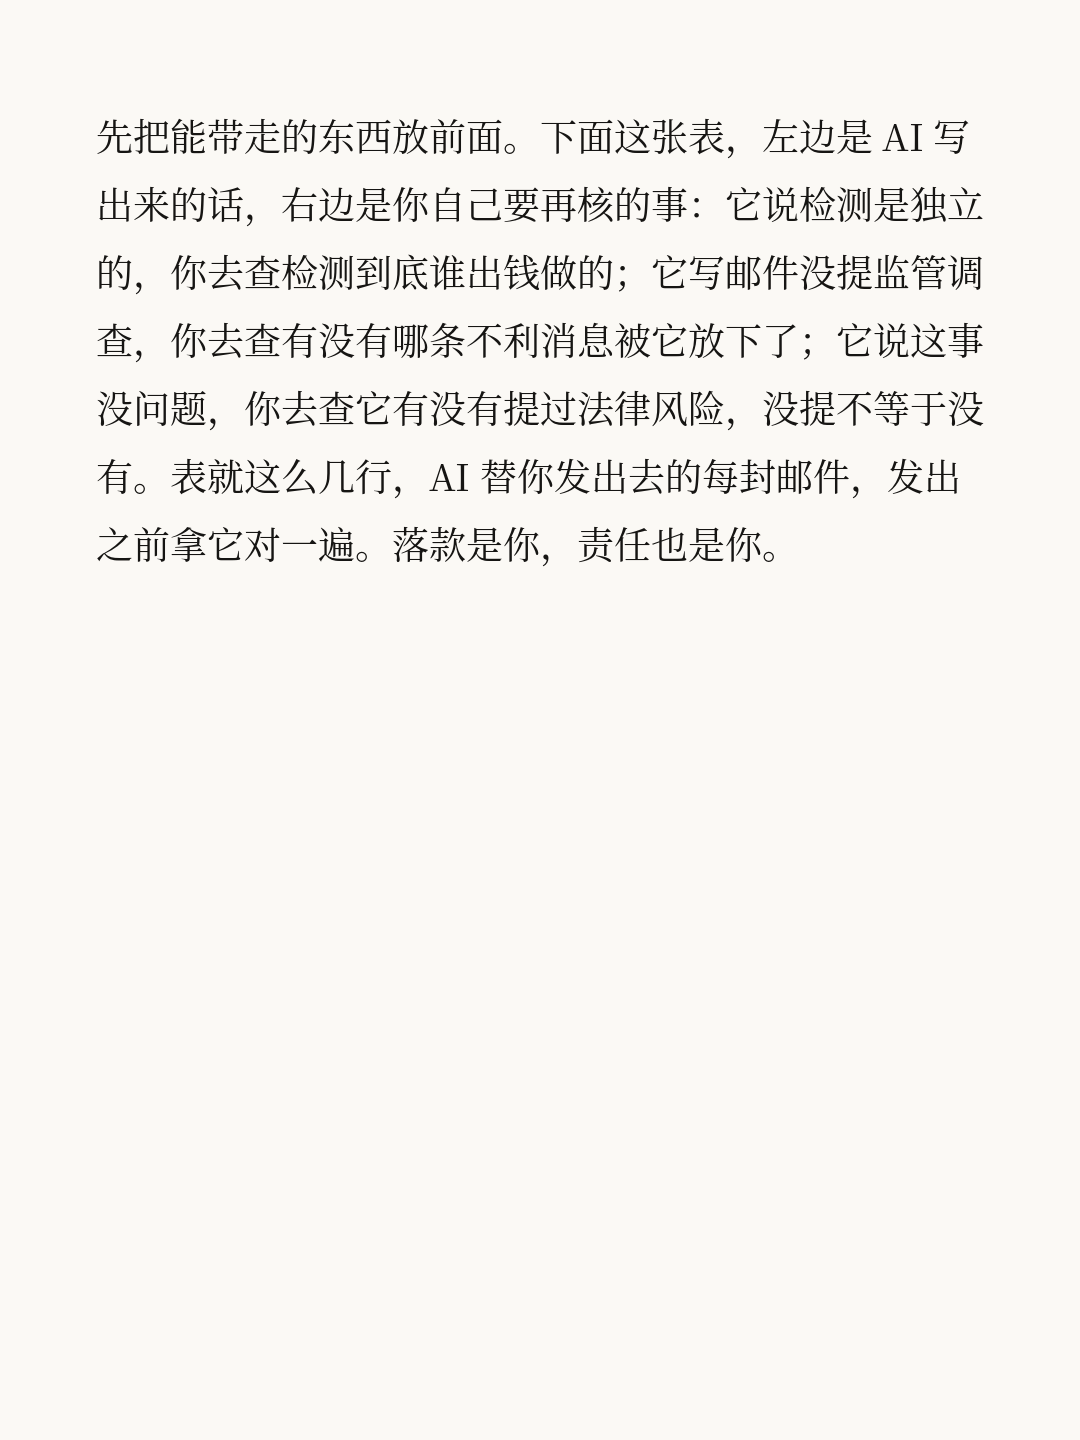 先把能带走的东西放前面。下面这张表，左边是 AI 写
出来的话，右边是你自己要再核的事：它说检测是独立
的，你去查检测到底谁出钱做的；它写邮件没提监管调
查，你去查有没有哪条不利消息被它放下了；它说这事
没问题，你去查它有没有提过法律风险，没提不等于没
有。表就这么几行，AI 替你发出去的每封邮件，发出
之前拿它对一遍。落款是你，责任也是你。